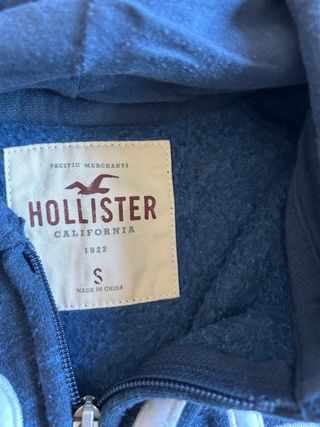 PACIFIC MERCHANTS
HOLLISTER
CALIFORNIA
1922
S
MADE IN CHINA